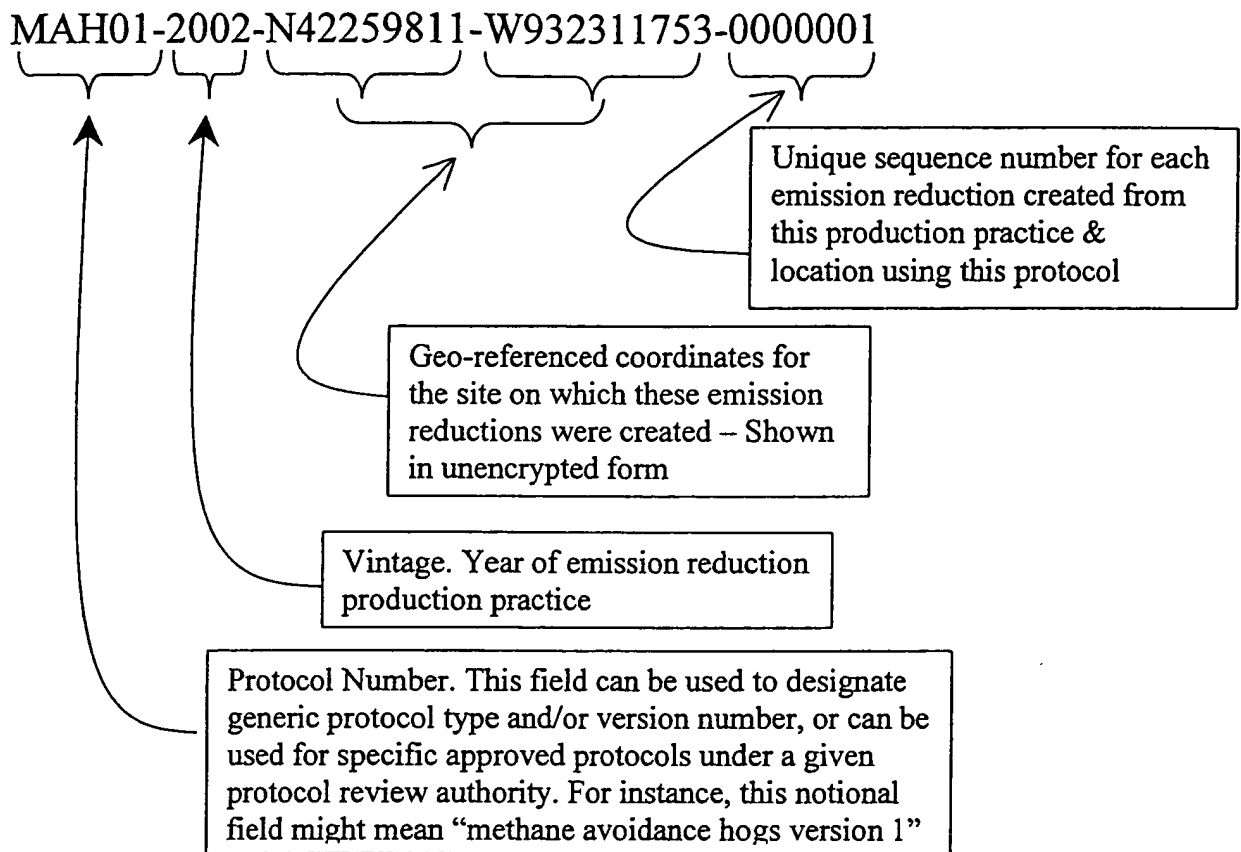 MAH01-2002-N42259811-W932311753-0000001
Unique sequence number for each
emission reduction created from
this production practice &
location using this protocol
Geo-referenced coordinates for
the site on which these emission
reductions were created – Shown
in unencrypted form
Vintage. Year of emission reduction
production practice
Protocol Number. This field can be used to designate
generic protocol type and/or version number, or can be
used for specific approved protocols under a given
protocol review authority. For instance, this notional
field might mean “methane avoidance hogs version 1”